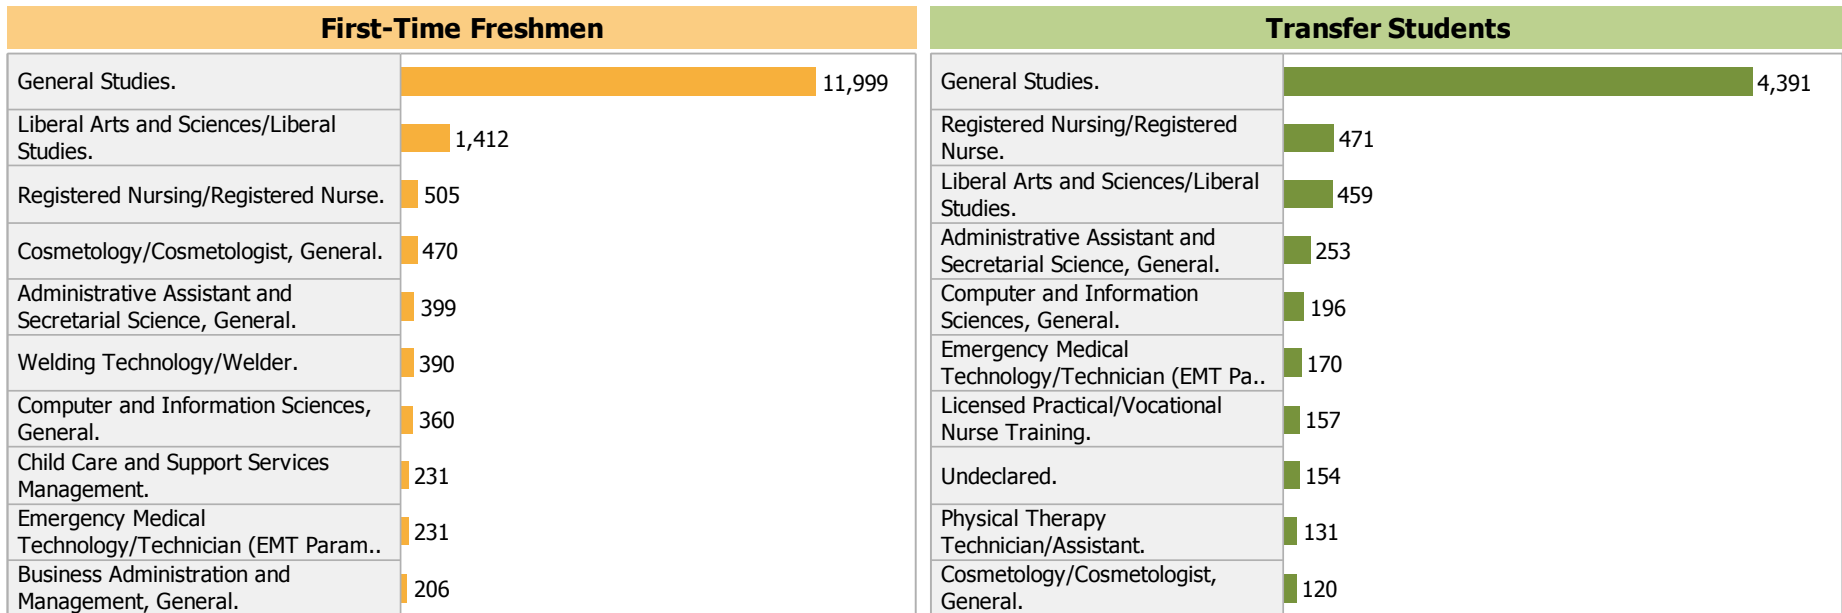 First-Time Freshmen
General Studies.
11,999
Liberal Arts and Sciences/Liberal
Studies.
1,412
Registered Nursing/Registered Nurse.
505
Cosmetology/Cosmetologist, General.
470
Administrative Assistant and
Secretarial Science, General.
399
Welding Technology/Welder.
390
Computer and Information Sciences,
General.
360
Child Care and Support Services
Management.
231
Emergency Medical
Technology/Technician (EMT Param..
231
Business Administration and
Management, General.
206
Transfer Students
General Studies.
4,391
Registered Nursing/Registered
Nurse.
471
Liberal Arts and Sciences/Liberal
Studies.
459
Administrative Assistant and
Secretarial Science, General.
253
Computer and Information
Sciences, General.
196
Emergency Medical
Technology/Technician (EMT Pa..
170
Licensed Practical/Vocational
Nurse Training.
157
Undeclared.
154
Physical Therapy
Technician/Assistant.
131
Cosmetology/Cosmetologist,
General.
120